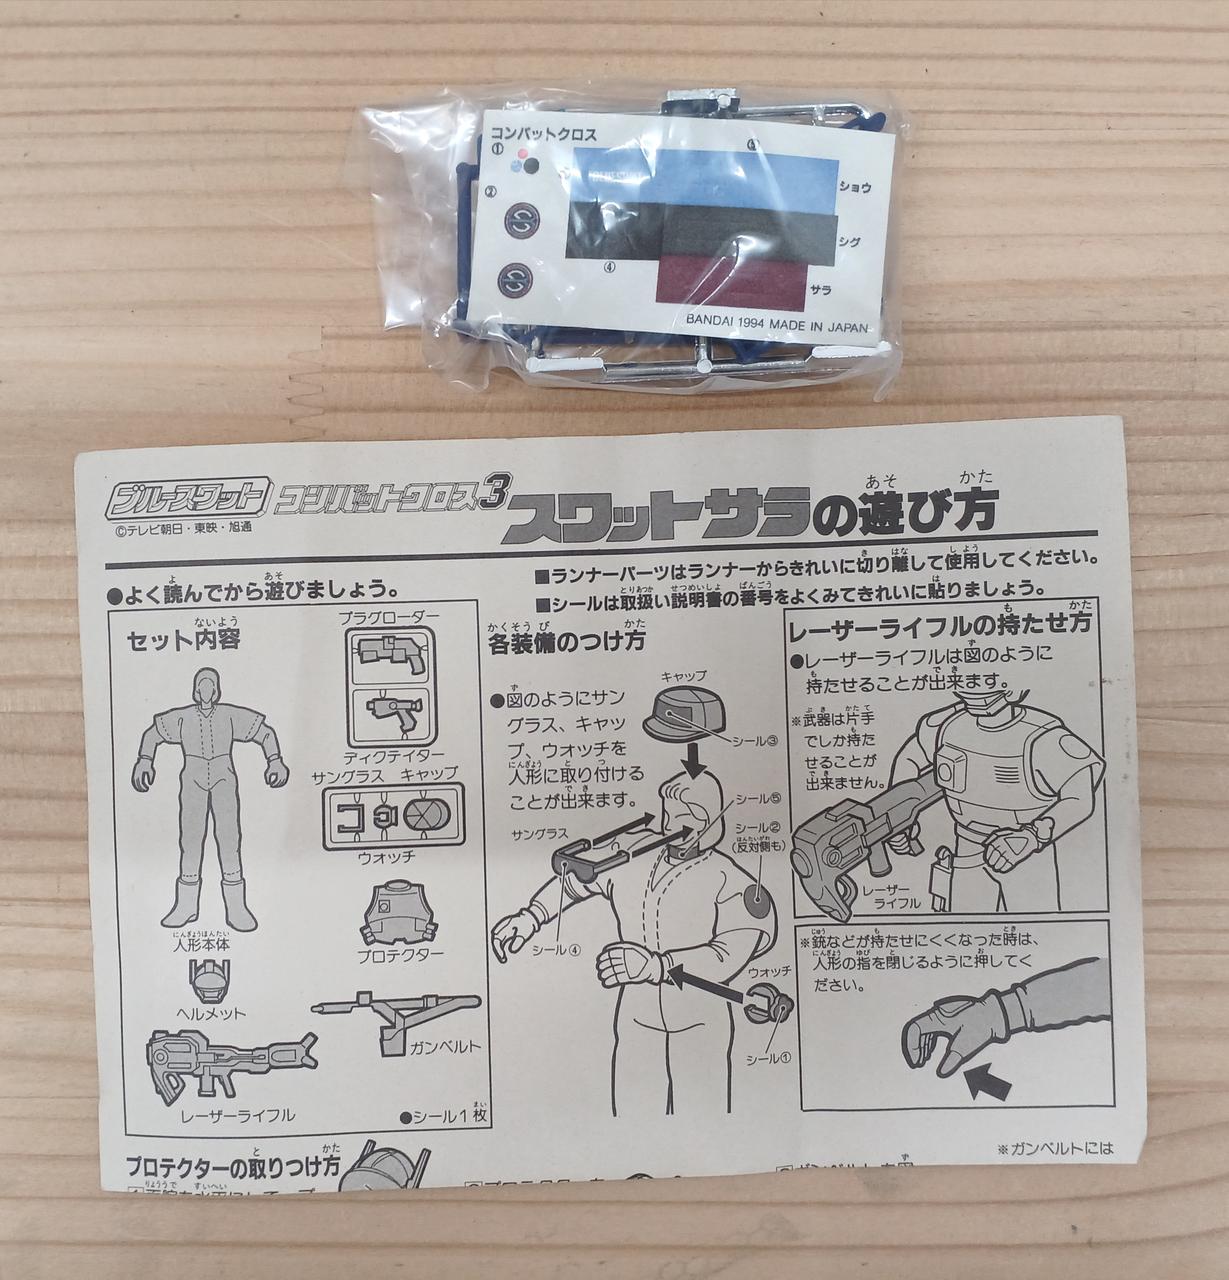 コンバットクロス
①
③
ショウ
②
シグ
④
サラ
BANDAI 1994 MADE IN JAPAN
ブルースワット コンバットクロス3 スワットサラの遊び方
©テレビ朝日・東映・旭通
●よく読んでから遊びましょう。
■ランナーパーツはランナーからきれいに切り離して使用してください。
■シールは取扱い説明書の番号をよくみてきれいに貼りましょう。
セット内容
プラグローダー
ディクテイター
サングラス キャップ
ウォッチ
人形本体
プロテクター
ヘルメット
ガンベルト
レーザーライフル
●シール1枚
各装備のつけ方
●図のようにサン
グラス、キャッ
プ、ウォッチを
人形に取り付ける
ことが出来ます。
キャップ
シール③
シール⑤
シール②
(反対側も)
サングラス
シール④
ウォッチ
シール①
レーザーライフルの持たせ方
●レーザーライフルは図のように
持たせることが出来ます。
※武器は片手
でしか持た
せることが
出来ません。
レーザー
ライフル
※銃などが持たせにくくなった時は、
人形の指を閉じるように押してく
ださい。
プロテクターの取りつけ方
※ガンベルトには